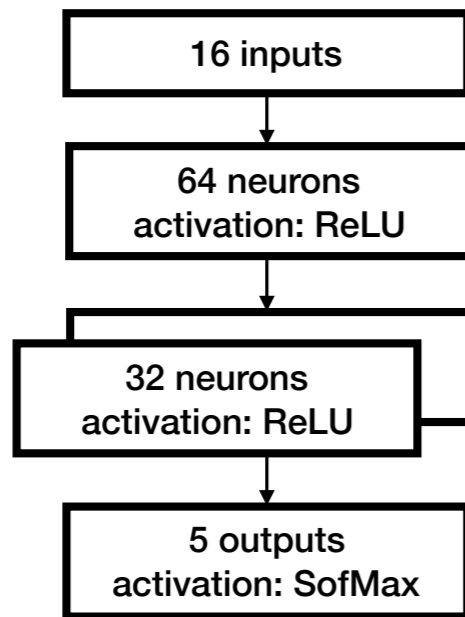 16 inputs
64 neurons
activation: ReLU
32 neurons
activation: ReLU
5 outputs
activation: SofMax